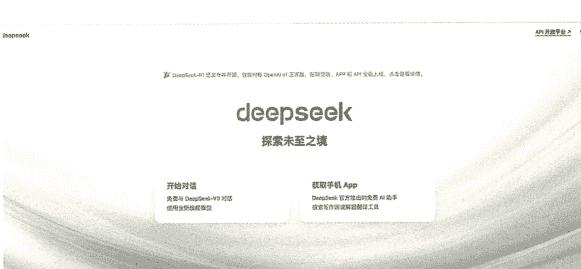 deepseek
API 开放平台 ↗
🎉 DeepSeek-R1 已发布并开源，性能对标 OpenAI o1 正式版，在网页端、APP 和 API 全面上线，点击查看详情。
deepseek
探索未至之境
开始对话
获取手机 App
免费与 DeepSeek-V3 对话
使用全新旗舰模型
DeepSeek 官方推出的免费 AI 助手
搜索写作阅读解题翻译工具